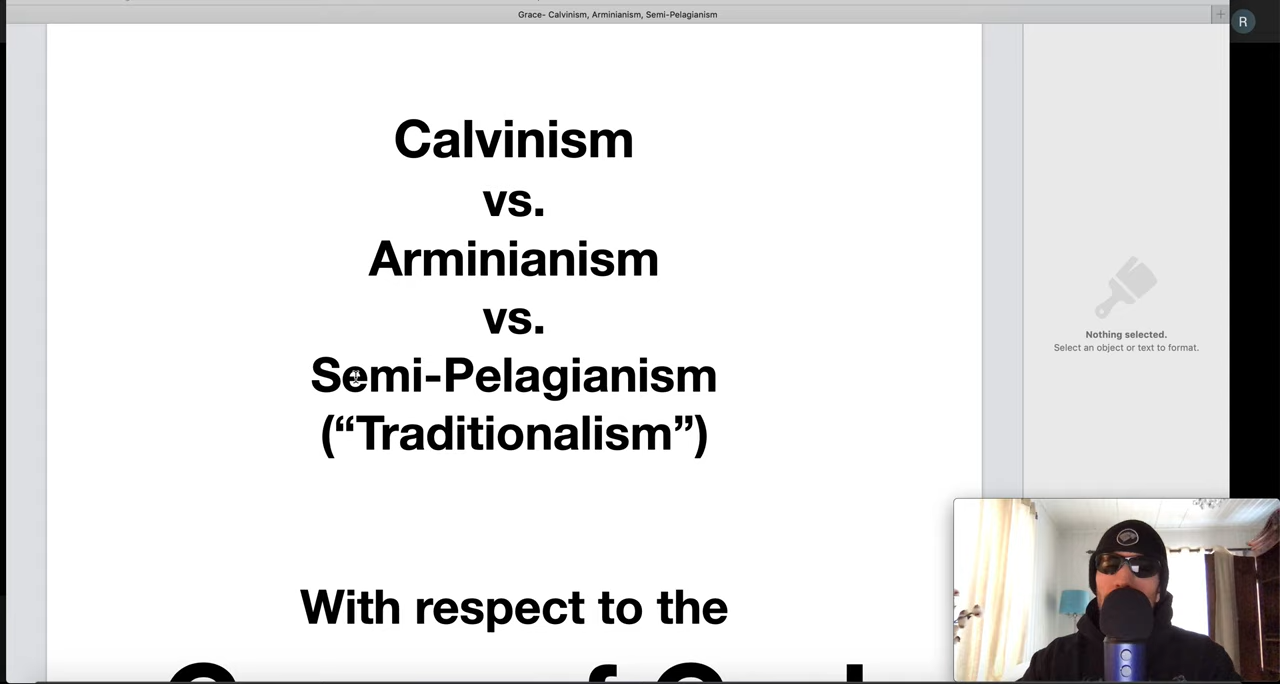 Grace- Calvinism, Arminianism, Semi-Pelagianism
R
Calvinism
vs.
Arminianism
vs.
Semi-Pelagianism
(“Traditionalism”)
Nothing selected.
Select an object or text to format.
With respect to the